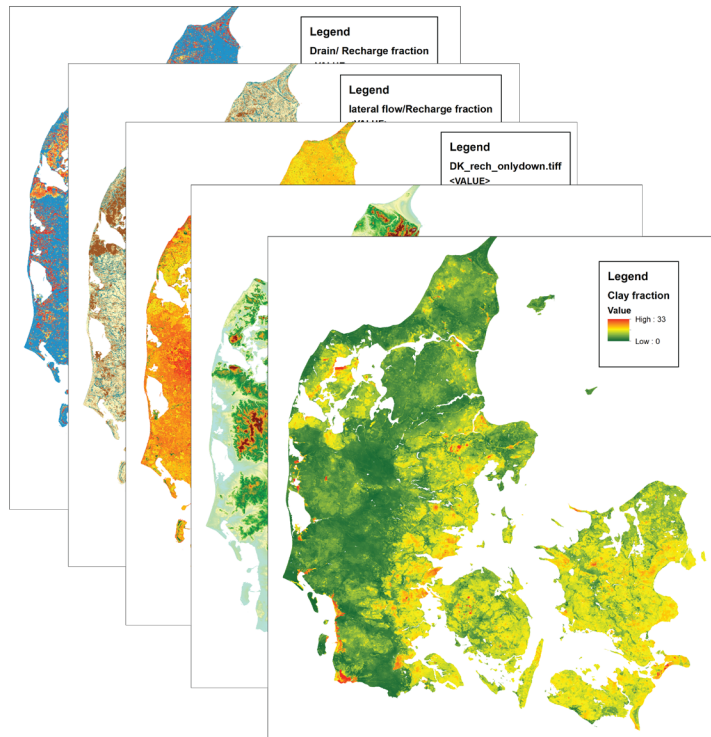 Legend
Drain/ Recharge fraction
Legend
lateral flow/Recharge fraction
<VALUE>
Legend
DK_rech_onlydown.tiff
<VALUE>
Legend
Clay fraction
Value
High : 33
Low : 0